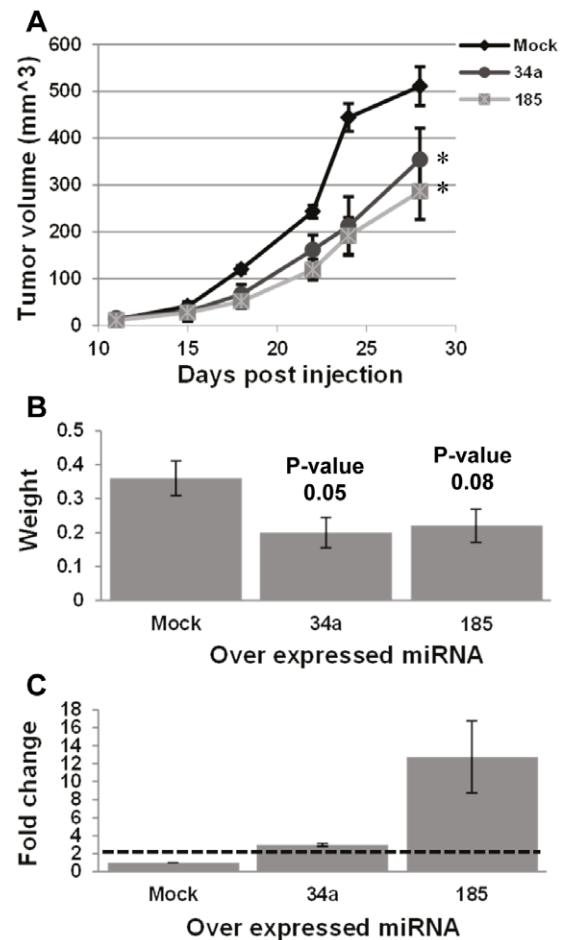 A
Tumor volume (mm^3)
600
500
400
300
200
100
0
10 15 20 25 30
Days post injection
Mock
34a
185
*
*
B
Weight
0.5
0.4
0.3
0.2
0.1
0
P-value
0.05
P-value
0.08
Mock 34a 185
Over expressed miRNA
C
Fold change
18
16
14
12
10
8
6
4
2
0
Mock 34a 185
Over expressed miRNA